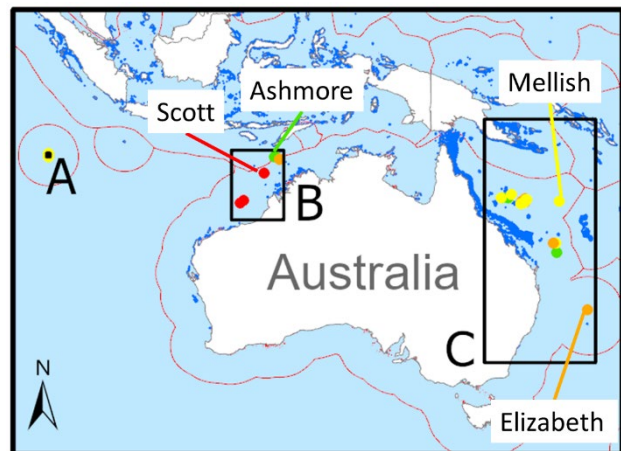 Mellish
Ashmore
Scott
A
B
Australia
C
N
Elizabeth